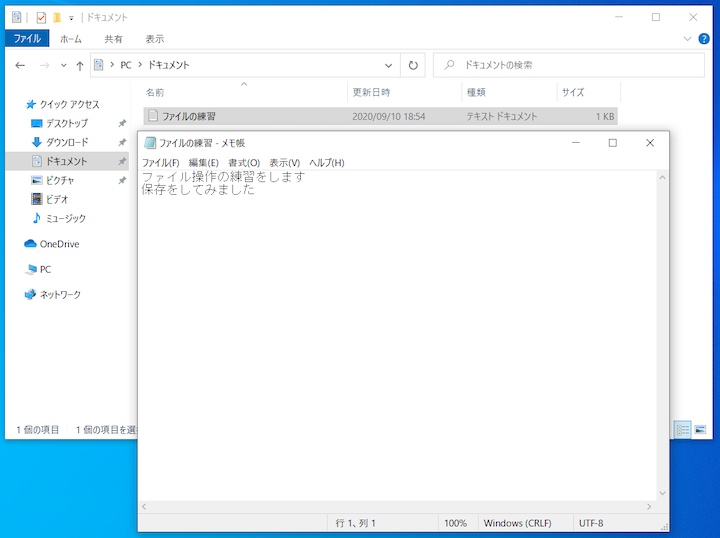 ドキュメント
ファイル ホーム 共有 表示
PC ドキュメント ドキュメントの検索
名前 更新日時 種類 サイズ
クイック アクセス
ファイルの練習 2020/09/10 18:54 テキスト ドキュメント 1 KB
デスクトップ
ダウンロード
ドキュメント
ピクチャ
ビデオ
ミュージック
OneDrive
PC
ネットワーク
1 個の項目 1 個の項目を選
ファイルの練習 - メモ帳
ファイル(F) 編集(E) 書式(O) 表示(V) ヘルプ(H)
ファイル操作の練習をします
保存をしてみました
行 1、列 1 100% Windows (CRLF) UTF-8